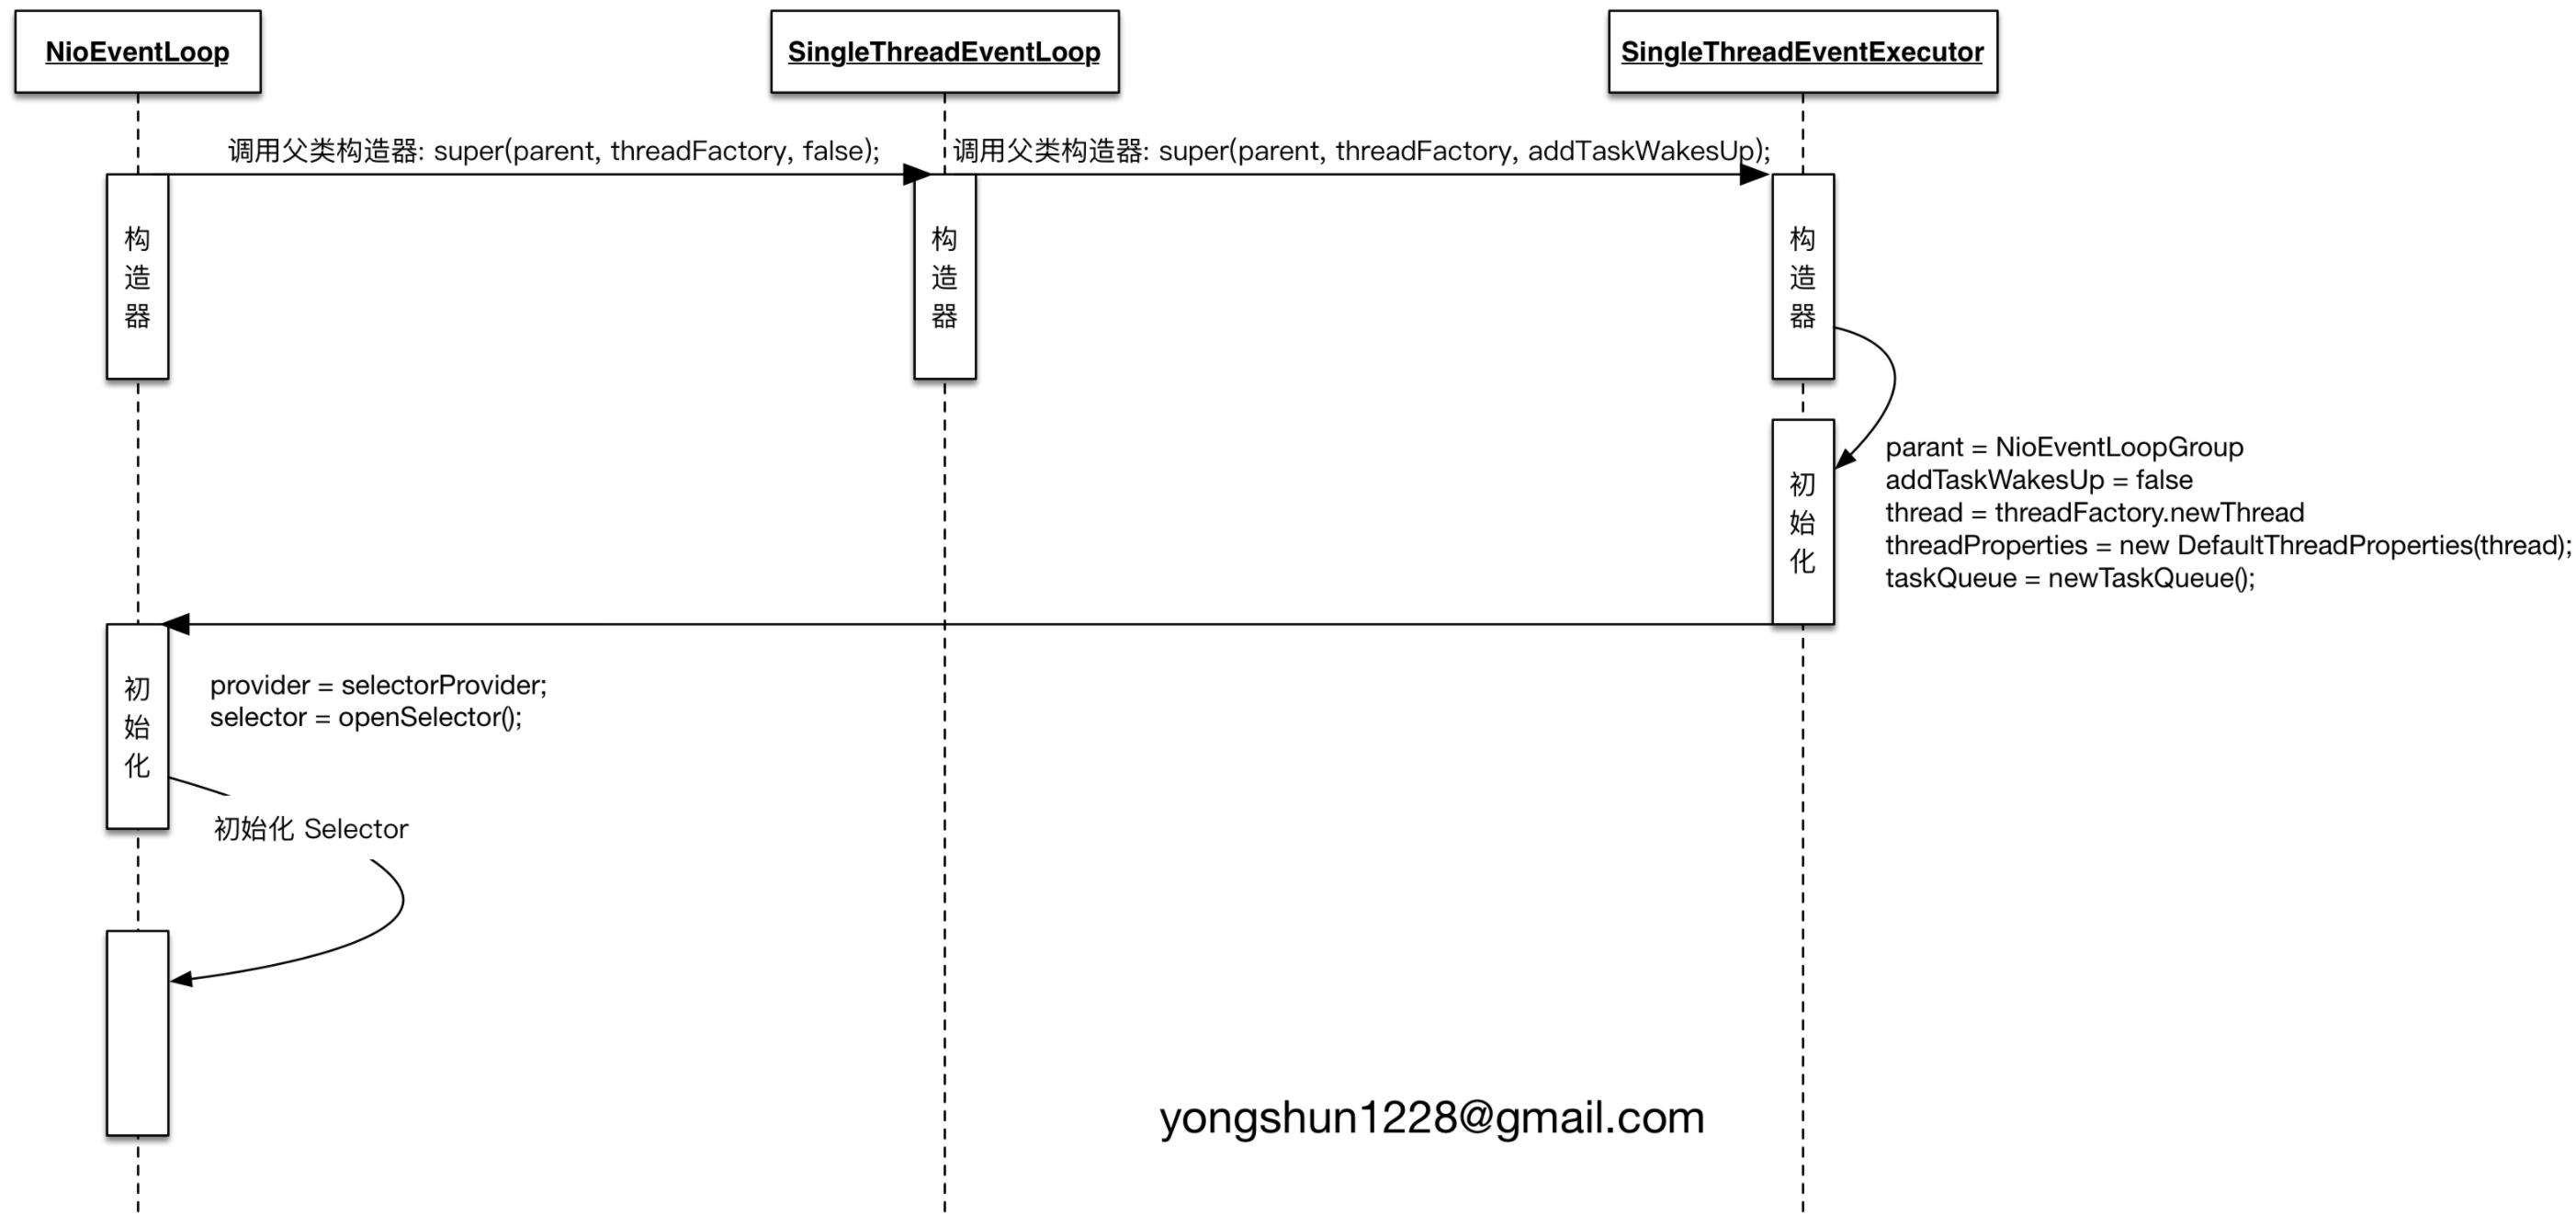 NioEventLoop
SingleThreadEventLoop
SingleThreadEventExecutor
调用父类构造器: super(parent, threadFactory, false);
调用父类构造器: super(parent, threadFactory, addTaskWakesUp);
构
造
器
构
造
器
构
造
器
初
始
化
parant = NioEventLoopGroup
addTaskWakesUp = false
thread = threadFactory.newThread
threadProperties = new DefaultThreadProperties(thread);
taskQueue = newTaskQueue();
初
始
化
provider = selectorProvider;
selector = openSelector();
初始化 Selector
yongshun1228@gmail.com